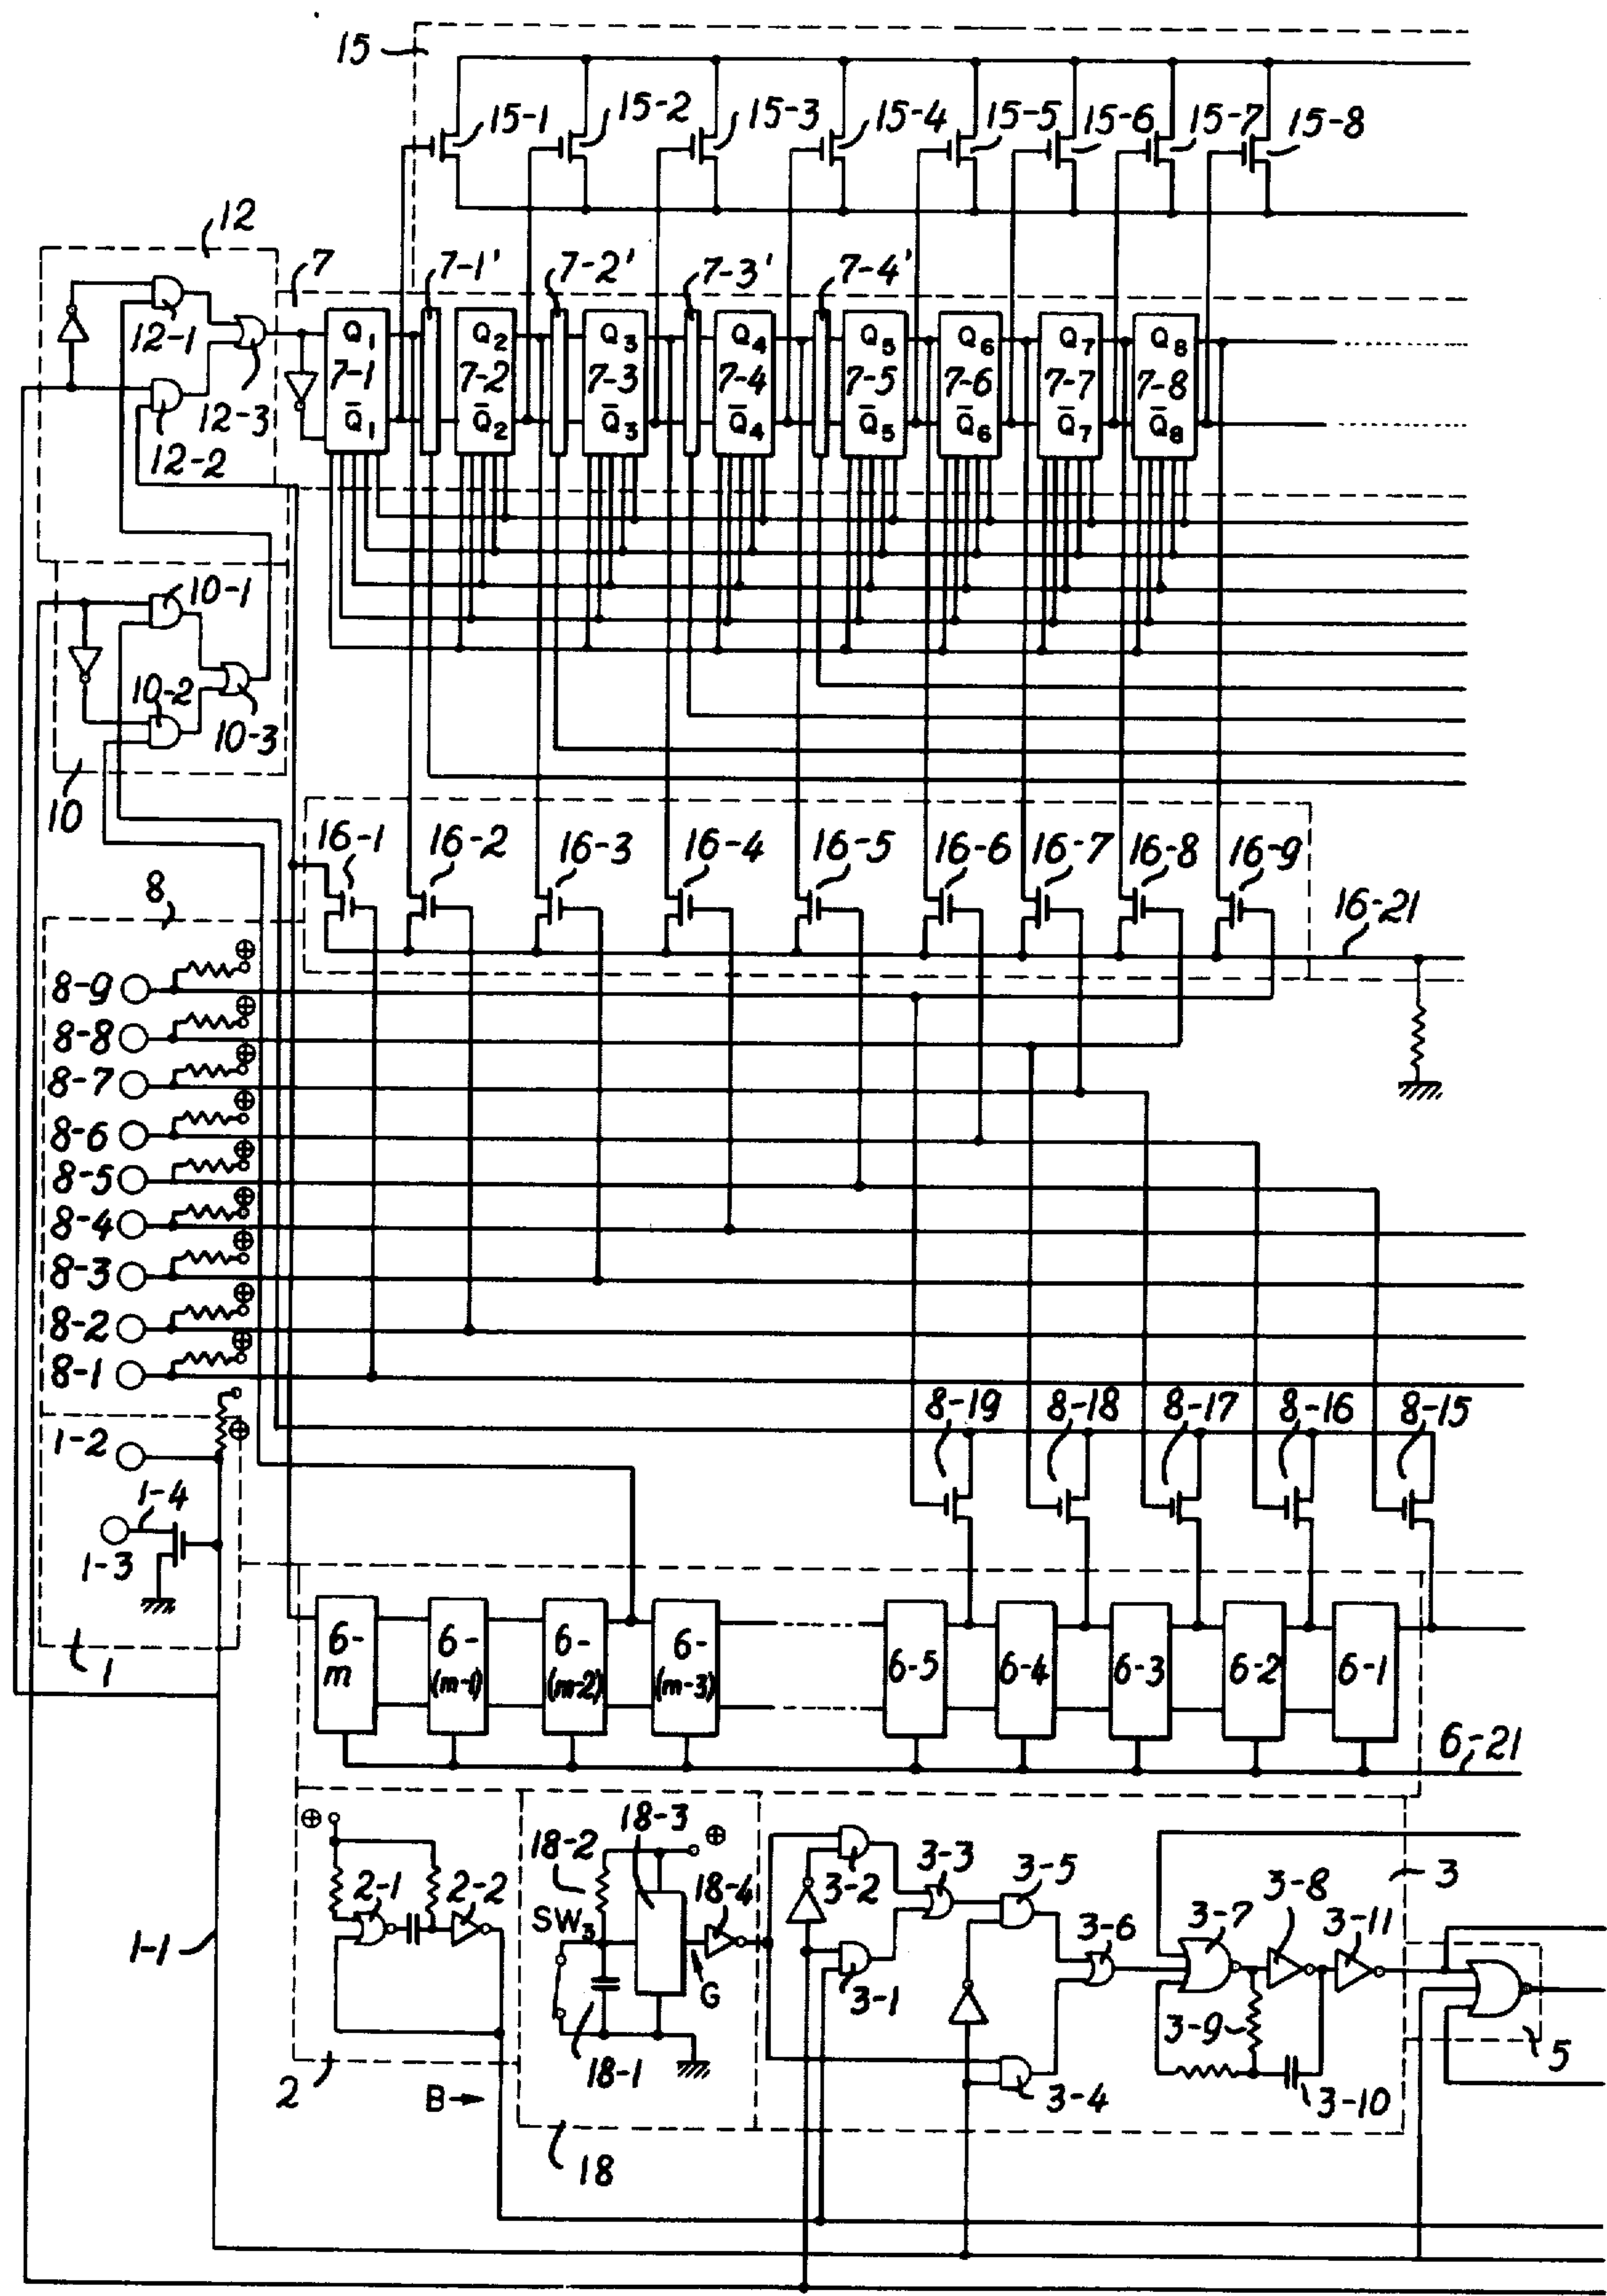 15
15-1 15-2 15-3 15-4 15-5 15-6 15-7 15-8
12
7 7-1' 7-2' 7-3' 7-4'
12-1
12-2
12-3
Q1 Q2 Q3 Q4 Q5 Q6 Q7 Q8
7-1 7-2 7-3 7-4 7-5 7-6 7-7 7-8
Q̄1 Q̄2 Q̄3 Q̄4 Q̄5 Q̄6 Q̄7 Q̄8
10-1
10-2
10-3
10
16-1 16-2 16-3 16-4 16-5 16-6 16-7 16-8 16-9
16-21
8
8-9 ⊕
8-8 ⊕
8-7 ⊕
8-6 ⊕
8-5 ⊕
8-4 ⊕
8-3 ⊕
8-2 ⊕
8-1 ⊕
8-19 8-18 8-17 8-16 8-15
1-2 ⊕
1-4
1-3
1
6-m 6-(m-1) 6-(m-2) 6-(m-3) 6-5 6-4 6-3 6-2 6-1
6-21
⊕ 18-3 ⊕
18-2
2-1 2-2 18-4 3-2 3-3 3-5 3-8 3
SW3 3-7 3-11
1-1 G 3-1 3-6
3-9
2 18-1 3-4 3-10 5
B →
18